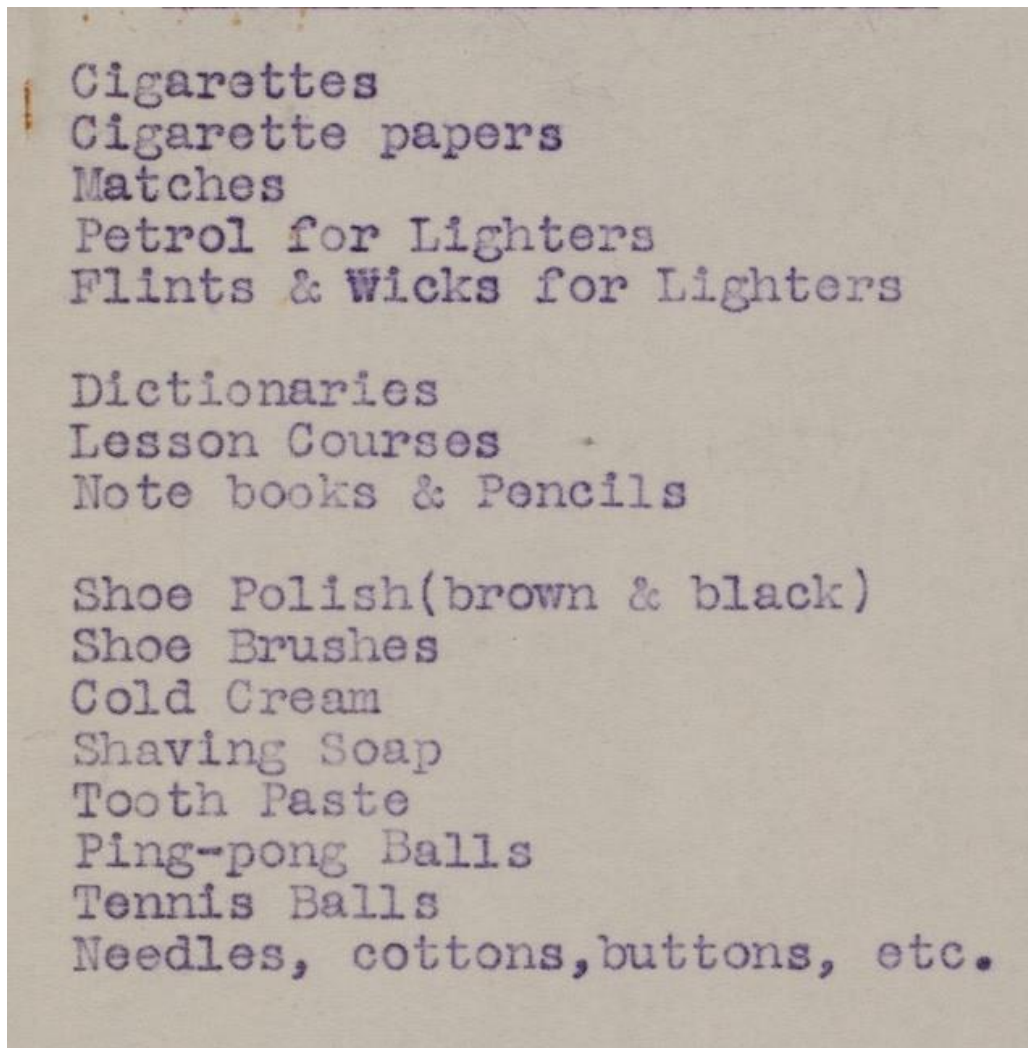 Cigarettes
Cigarette papers
Matches
Petrol for Lighters
Flints & Wicks for Lighters
Dictionaries
Lesson Courses
Note books & Pencils
Shoe Polish(brown & black)
Shoe Brushes
Cold Cream
Shaving Soap
Tooth Paste
Ping-pong Balls
Tennis Balls
Needles, cottons,buttons, etc.